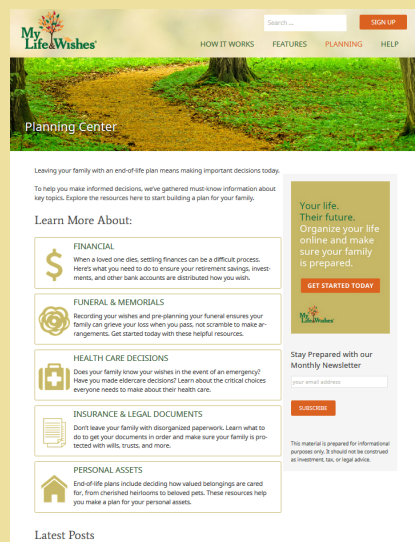 My
Life&Wishes®
Search ...
SIGN UP
HOW IT WORKS FEATURES PLANNING HELP
Planning Center
Leaving your family with an end-of-life plan means making important decisions today.
To help you make informed decisions, we've gathered must-know information about
key topics. Explore the resources here to start building a plan for your family.
Learn More About:
FINANCIAL
When a loved one dies, settling finances can be a difficult process.
Here's what you need to do to ensure your retirement savings, invest-
ments, and other bank accounts are distributed how you wish.
FUNERAL & MEMORIALS
Recording your wishes and pre-planning your funeral ensures your
family can grieve your loss when you pass, not scramble to make ar-
rangements. Get started today with these helpful resources.
HEALTH CARE DECISIONS
Does your family know your wishes in the event of an emergency?
Have you made eldercare decisions? Learn about the critical choices
everyone needs to make about their health care.
INSURANCE & LEGAL DOCUMENTS
Don't leave your family with disorganized paperwork. Learn what to
do to get your documents in order and make sure your family is pro-
tected with wills, trusts, and more.
PERSONAL ASSETS
End-of-life plans include deciding how valued belongings are cared
for, from cherished heirlooms to beloved pets. These resources help
you make a plan for your personal assets.
Latest Posts
Your life.
Their future.
Organize your life
online and make
sure your family
is prepared.
GET STARTED TODAY
My
Life&Wishes®
Stay Prepared with our
Monthly Newsletter
your email address
SUBSCRIBE
This material is prepared for informational
purposes only. It should not be construed
as investment, tax, or legal advice.